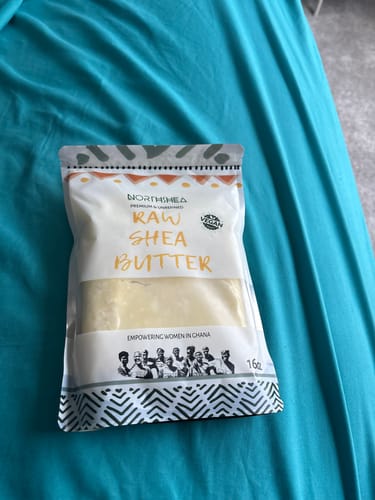 NORTHSHEA
PREMIUM & UNREFINED
RAW
SHEA
BUTTER
VEGAN
EMPOWERING WOMEN IN GHANA
16oz